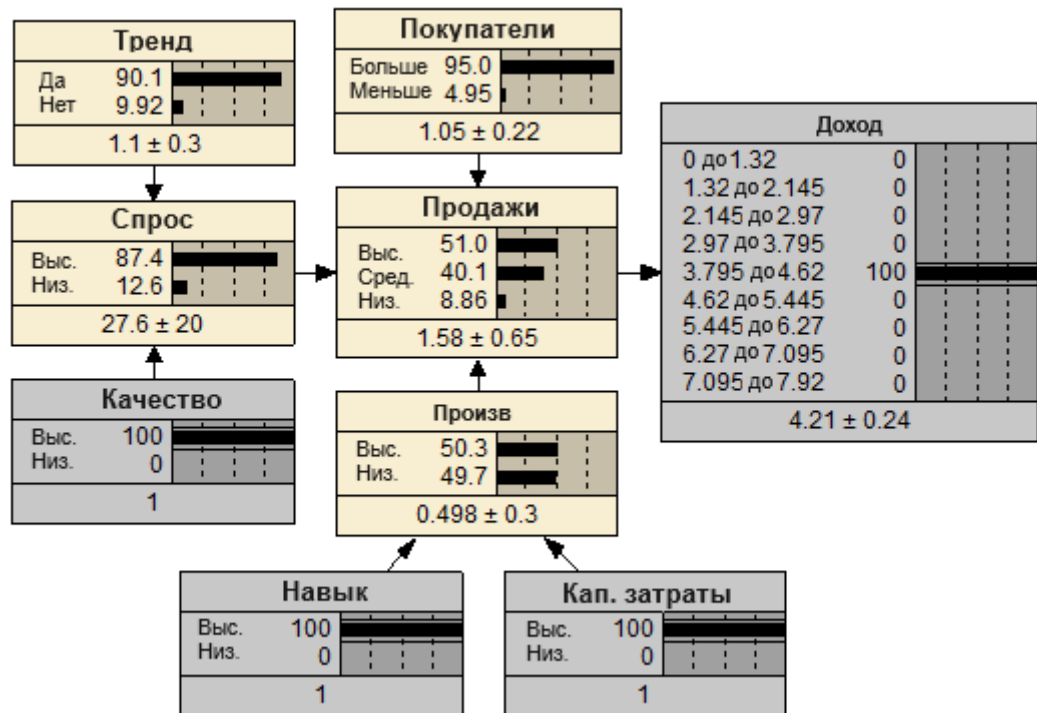 Тренд
Да 90.1
Нет 9.92
1.1 ± 0.3
Покупатели
Больше 95.0
Меньше 4.95
1.05 ± 0.22
Доход
0 до 1.32 0
1.32 до 2.145 0
2.145 до 2.97 0
2.97 до 3.795 0
3.795 до 4.62 100
4.62 до 5.445 0
5.445 до 6.27 0
6.27 до 7.095 0
7.095 до 7.92 0
4.21 ± 0.24
Спрос
Выс. 87.4
Низ. 12.6
27.6 ± 20
Продажи
Выс. 51.0
Сред. 40.1
Низ. 8.86
1.58 ± 0.65
Качество
Выс. 100
Низ. 0
1
Произв
Выс. 50.3
Низ. 49.7
0.498 ± 0.3
Навык
Выс. 100
Низ. 0
1
Кап. затраты
Выс. 100
Низ. 0
1